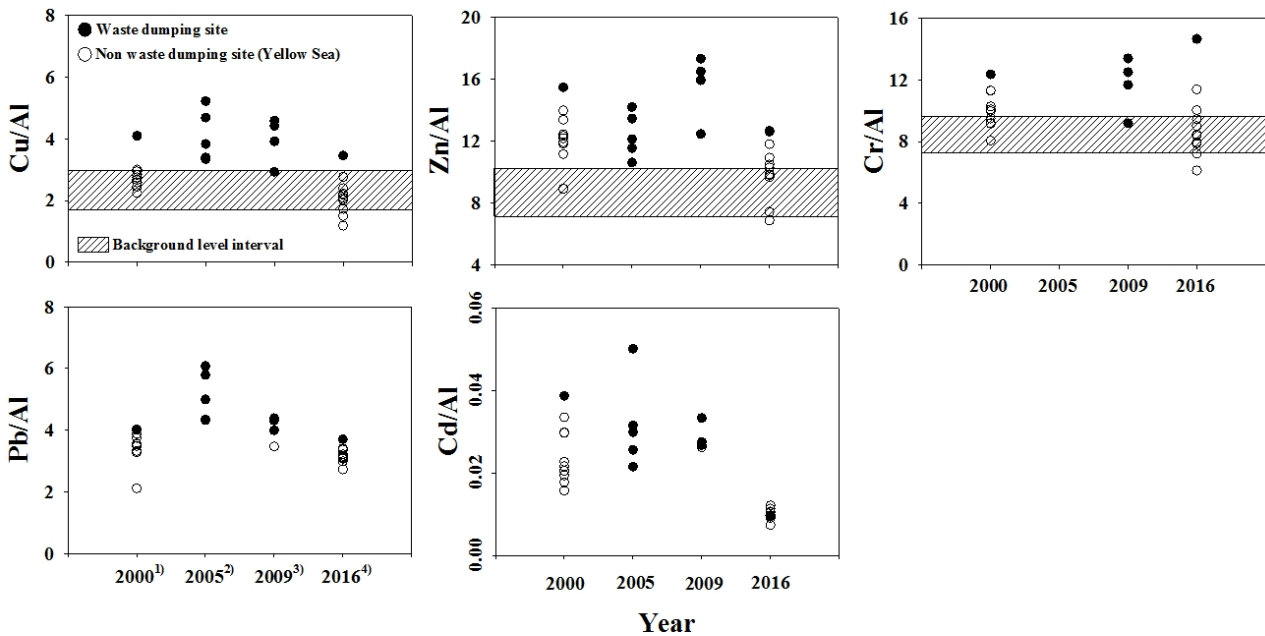 8
6
4
2
0
Cu/Al
Waste dumping site
Non waste dumping site (Yellow Sea)
Background level interval
20
16
12
8
4
Zn/Al
16
12
8
4
0
Cr/Al
2000 2005 2009 2016
8
6
4
2
0
Pb/Al
2000¹⁾ 2005²⁾ 2009³⁾ 2016⁴⁾
0.06
0.04
0.02
0.00
Cd/Al
2000 2005 2009 2016
Year